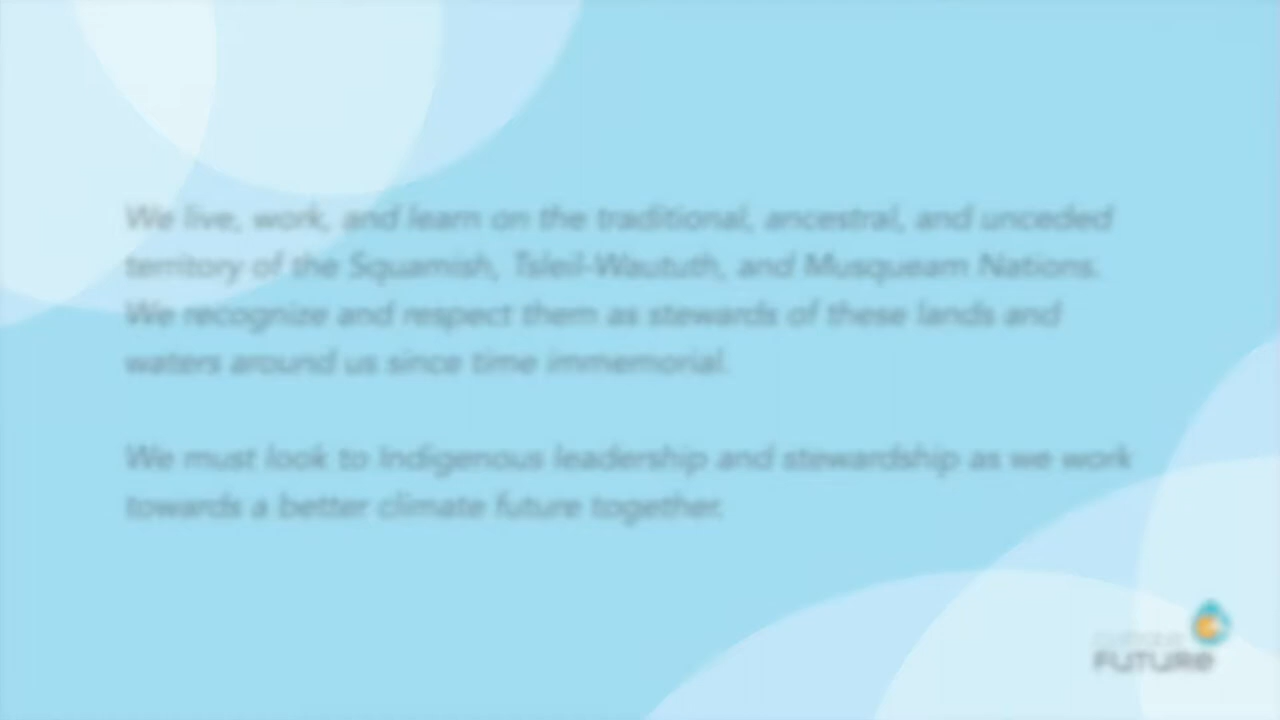 We live, work, and learn on the traditional, ancestral, and unceded
territory of the Squamish, Tsleil-Waututh, and Musqueam Nations.
We recognize and respect them as stewards of these lands and
waters around us since time immemorial.
We must look to Indigenous leadership and stewardship as we work
towards a better climate future together.
FUTURe